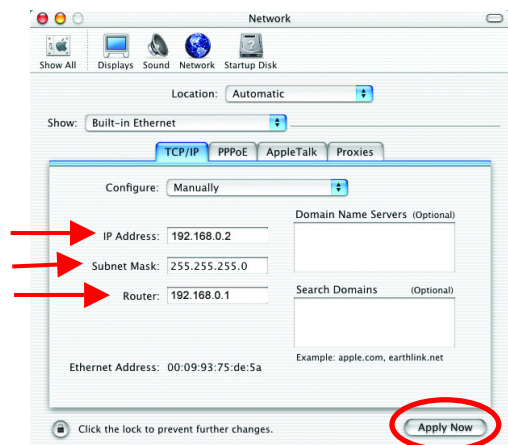 Network
Show All Displays Sound Network Startup Disk
Location: Automatic
Show: Built-in Ethernet
TCP/IP PPPoE AppleTalk Proxies
Configure: Manually
Domain Name Servers (Optional)
IP Address: 192.168.0.2
Subnet Mask: 255.255.255.0
Router: 192.168.0.1
Search Domains (Optional)
Example: apple.com, earthlink.net
Ethernet Address: 00:09:93:75:de:5a
Click the lock to prevent further changes.
Apply Now